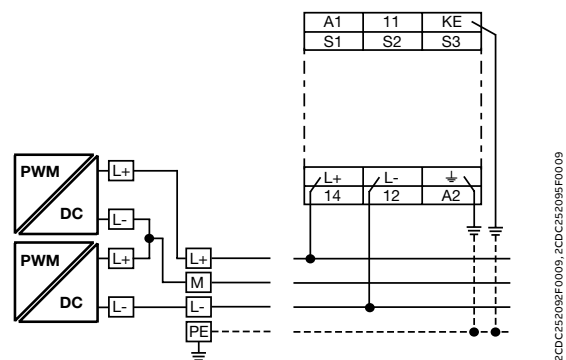 A1 11 KE
S1 S2 S3
L+ L- ⏚
14 12 A2
PWM
DC
L+
L-
PWM
DC
L+
L-
L+
M
L-
PE
2CDC252092F0009, 2CDC252095F0009